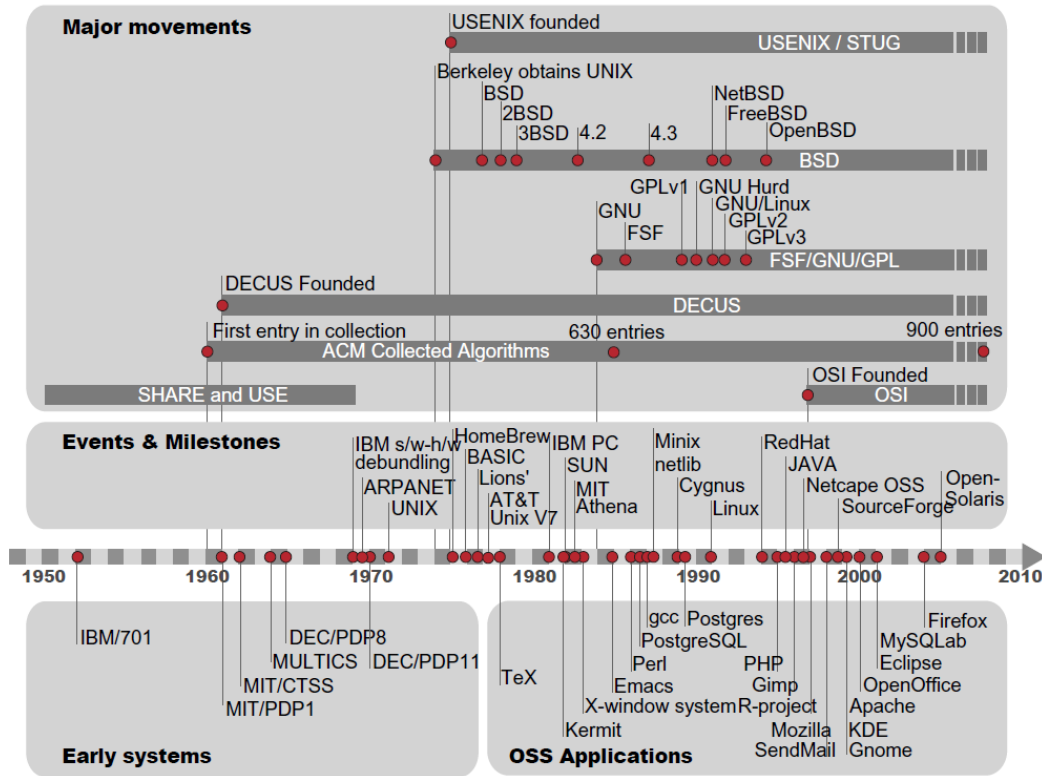 Major movements
USENIX founded
USENIX / STUG
Berkeley obtains UNIX
BSD
2BSD
3BSD
4.2
4.3
NetBSD
FreeBSD
OpenBSD
BSD
GPLv1
GNU Hurd
GNU
GNU/Linux
FSF
GPLv2
GPLv3
FSF/GNU/GPL
DECUS Founded
DECUS
First entry in collection
630 entries
900 entries
ACM Collected Algorithms
OSI Founded
SHARE and USE
OSI
Events & Milestones
IBM s/w-h/w
debundling
ARPANET
UNIX
HomeBrew
BASIC
Lions'
AT&T
Unix V7
IBM PC
SUN
MIT
Athena
Minix
netlib
Cygnus
Linux
RedHat
JAVA
Netcape OSS
SourceForge
Open-
Solaris
1950
1960
1970
1980
1990
2000
2010
IBM/701
DEC/PDP8
MULTICS
DEC/PDP11
MIT/CTSS
MIT/PDP1
Early systems
TeX
gcc
Postgres
PostgreSQL
Perl
Emacs
X-window system
Kermit
PHP
Gimp
R-project
Mozilla
SendMail
Firefox
MySQLab
Eclipse
OpenOffice
Apache
KDE
Gnome
OSS Applications